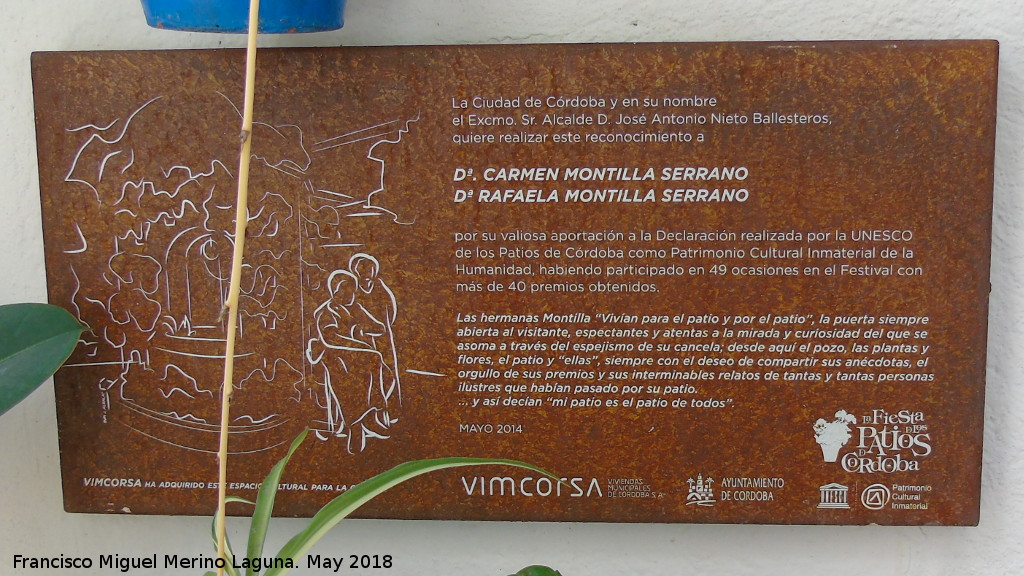 La Ciudad de Córdoba y en su nombre
el Excmo. Sr. Alcalde D. José Antonio Nieto Ballesteros,
quiere realizar este reconocimiento a
Dª. CARMEN MONTILLA SERRANO
Dª RAFAELA MONTILLA SERRANO
por su valiosa aportación a la Declaración realizada por la UNESCO
de los Patios de Córdoba como Patrimonio Cultural Inmaterial de la
Humanidad, habiendo participado en 49 ocasiones en el Festival con
más de 40 premios obtenidos.
Las hermanas Montilla “Vivían para el patio y por el patio”, la puerta siempre
abierta al visitante, espectantes y atentas a la mirada y curiosidad del que se
asoma a través del espejismo de su cancela; desde aquí el pozo, las plantas y
flores, el patio y “ellas”, siempre con el deseo de compartir sus anécdotas, el
orgullo de sus premios y sus interminables relatos de tantas y tantas personas
ilustres que habían pasado por su patio.
... y así decían “mi patio es el patio de todos”.
MAYO 2014
La Fiesta
de los
Patios
de
Córdoba
VIMCORSA HA ADQUIRIDO ESTE ESPACIO CULTURAL PARA LA
vimcorsa
VIVIENDAS
MUNICIPALES
DE CÓRDOBA S.A.
AYUNTAMIENTO
DE CÓRDOBA
Patrimonio
Cultural
Inmaterial
Francisco Miguel Merino Laguna. May 2018